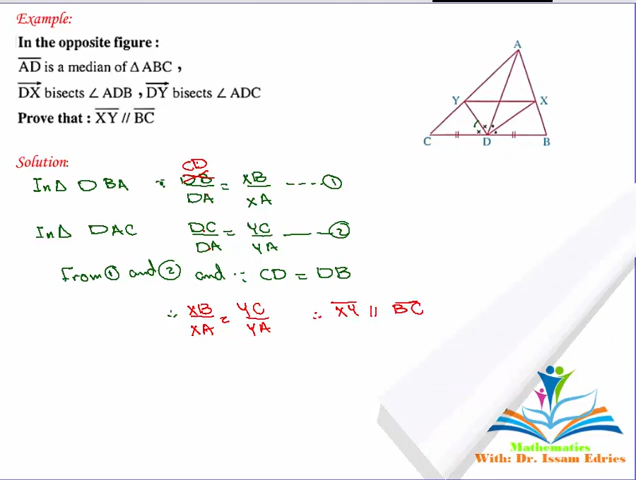 Example:
In the opposite figure :
AD is a median of Δ ABC ,
DX bisects ∠ ADB , DY bisects ∠ ADC
Prove that : XY // BC
A
Y
X
C
D
B
Solution:
CD
In Δ DBA ∵ DB/DA = XB/XA ---- ①
In Δ DAC DC/DA = YC/YA —— ②
From ① and ② and ∵ CD = DB
∴ XB/XA = YC/YA ∴ XY // BC
Mathematics
With: Dr. Issam Edries